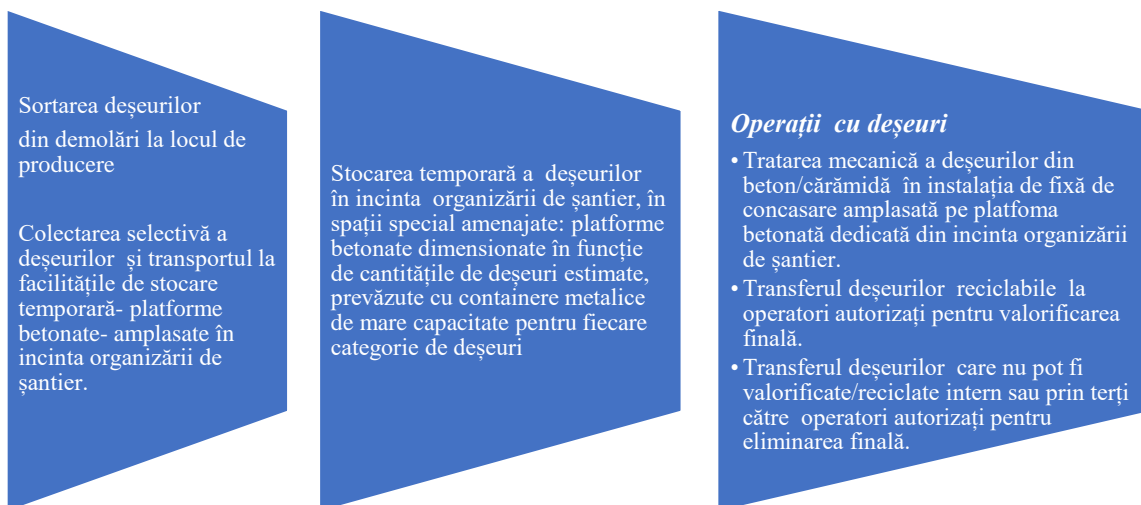 Sortarea deșeurilor
din demolări la locul de
producere
Colectarea selectivă a
deșeurilor și transportul la
facilitățile de stocare
temporară- platforme
betonate- amplasate în
incinta organizării de
șantier.
Stocarea temporară a deșeurilor
în incinta organizării de șantier, în
spații special amenajate: platforme
betonate dimensionate în funcție
de cantitățile de deșeuri estimate,
prevăzute cu containere metalice
de mare capacitate pentru fiecare
categorie de deșeuri
Operații cu deșeuri
• Tratarea mecanică a deșeurilor din
beton/cărămidă în instalația de fixă de
concasare amplasată pe platfoma
betonată dedicată din incinta organizării
de șantier.
• Transferul deșeurilor reciclabile la
operatori autorizați pentru valorificarea
finală.
• Transferul deșeurilor care nu pot fi
valorificate/reciclate intern sau prin terți
către operatori autorizați pentru
eliminarea finală.